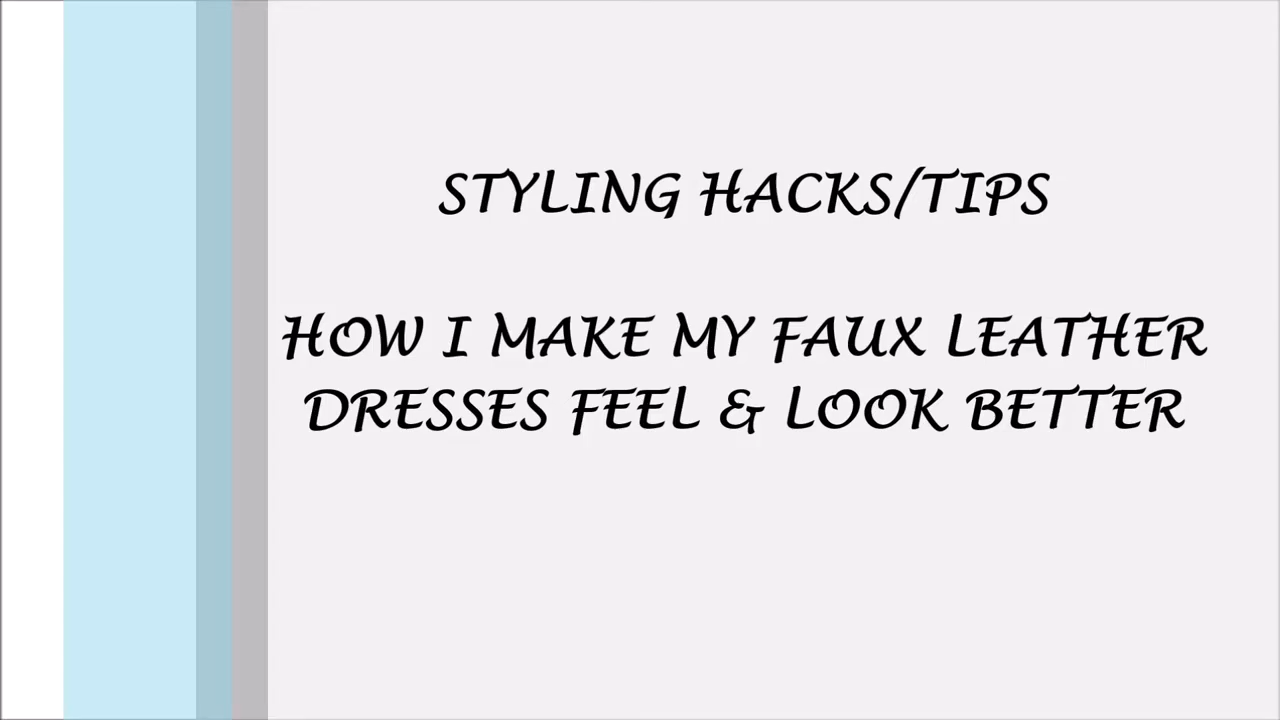 STYLING HACKS/TIPS
HOW I MAKE MY FAUX LEATHER
DRESSES FEEL & LOOK BETTER